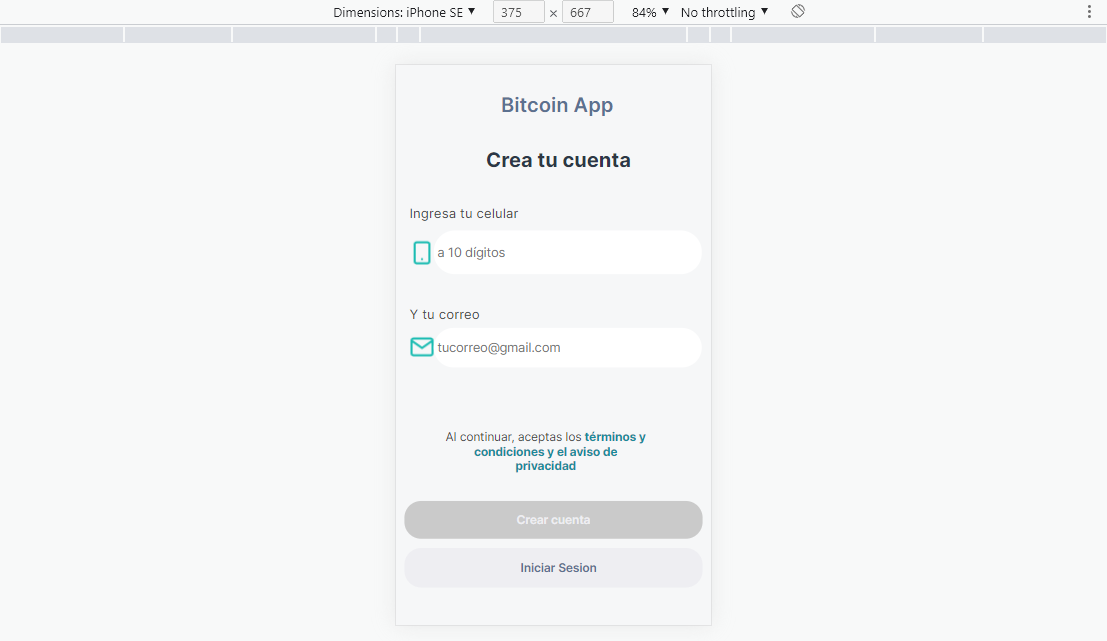 Dimensions: iPhone SE ▼ 375 × 667 84% ▼ No throttling ▼
Bitcoin App
Crea tu cuenta
Ingresa tu celular
a 10 dígitos
Y tu correo
tucorreo@gmail.com
Al continuar, aceptas los términos y
condiciones y el aviso de
privacidad
Crear cuenta
Iniciar Sesion